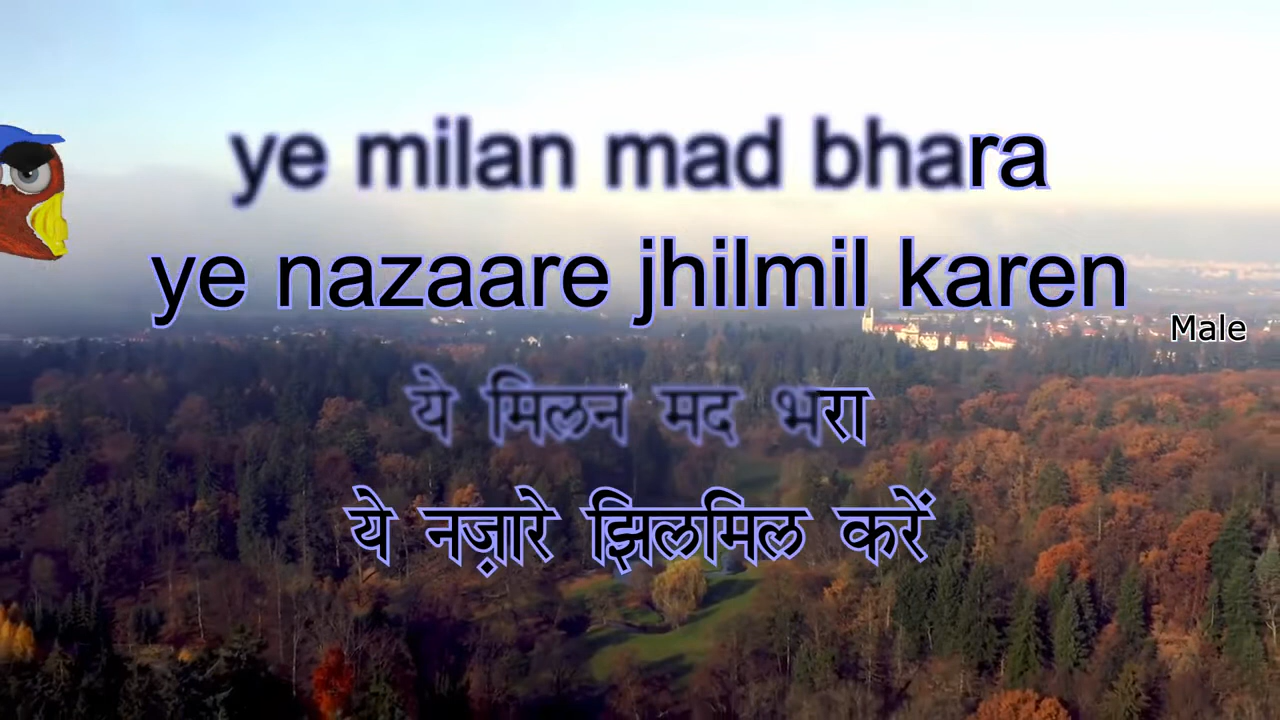 ye milan mad bhara
ye nazaare jhilmil karen
Male
ये मिलन मद भरा
ये नज़ारे झिलमिल करें